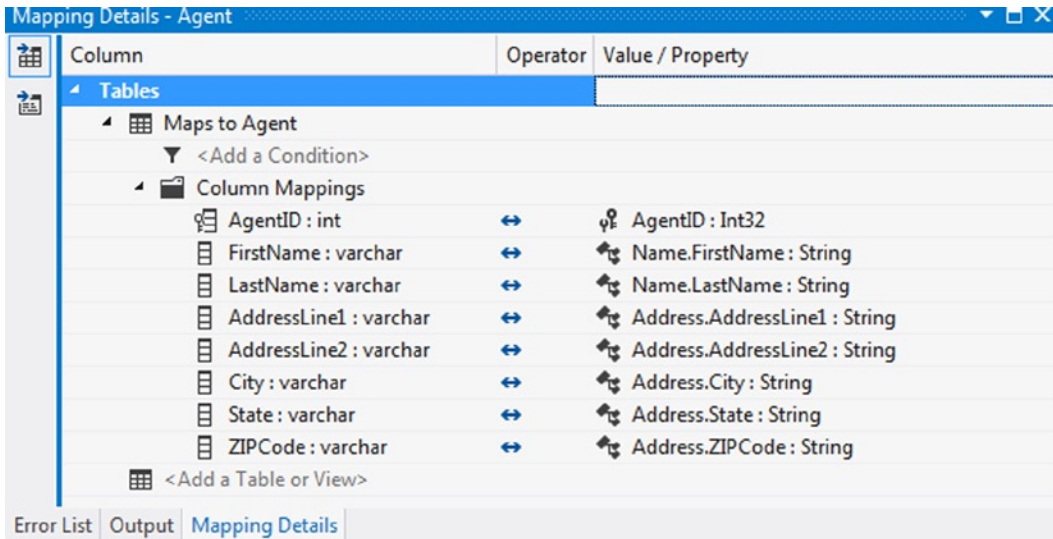 Mapping Details - Agent
Column Operator Value / Property
Tables
Maps to Agent
<Add a Condition>
Column Mappings
AgentID : int AgentID : Int32
FirstName : varchar Name.FirstName : String
LastName : varchar Name.LastName : String
AddressLine1 : varchar Address.AddressLine1 : String
AddressLine2 : varchar Address.AddressLine2 : String
City : varchar Address.City : String
State : varchar Address.State : String
ZIPCode : varchar Address.ZIPCode : String
<Add a Table or View>
Error List Output Mapping Details